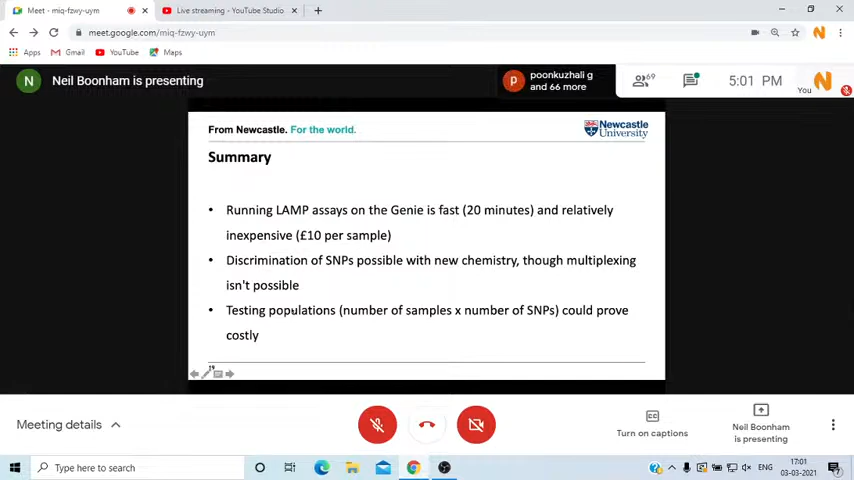 Meet - miq-fzwy-uym
Live streaming - YouTube Studio
meet.google.com/miq-fzwy-uym
Apps
Gmail
YouTube
Maps
N
Neil Boonham is presenting
p
poonkuzhali g
and 66 more
69
5:01 PM
You
From Newcastle. For the world.
Newcastle
University
Summary
• Running LAMP assays on the Genie is fast (20 minutes) and relatively
inexpensive (£10 per sample)
• Discrimination of SNPs possible with new chemistry, though multiplexing
isn't possible
• Testing populations (number of samples x number of SNPs) could prove
costly
19
Meeting details
Turn on captions
Neil Boonham
is presenting
Type here to search
ENG
17:01
03-03-2021